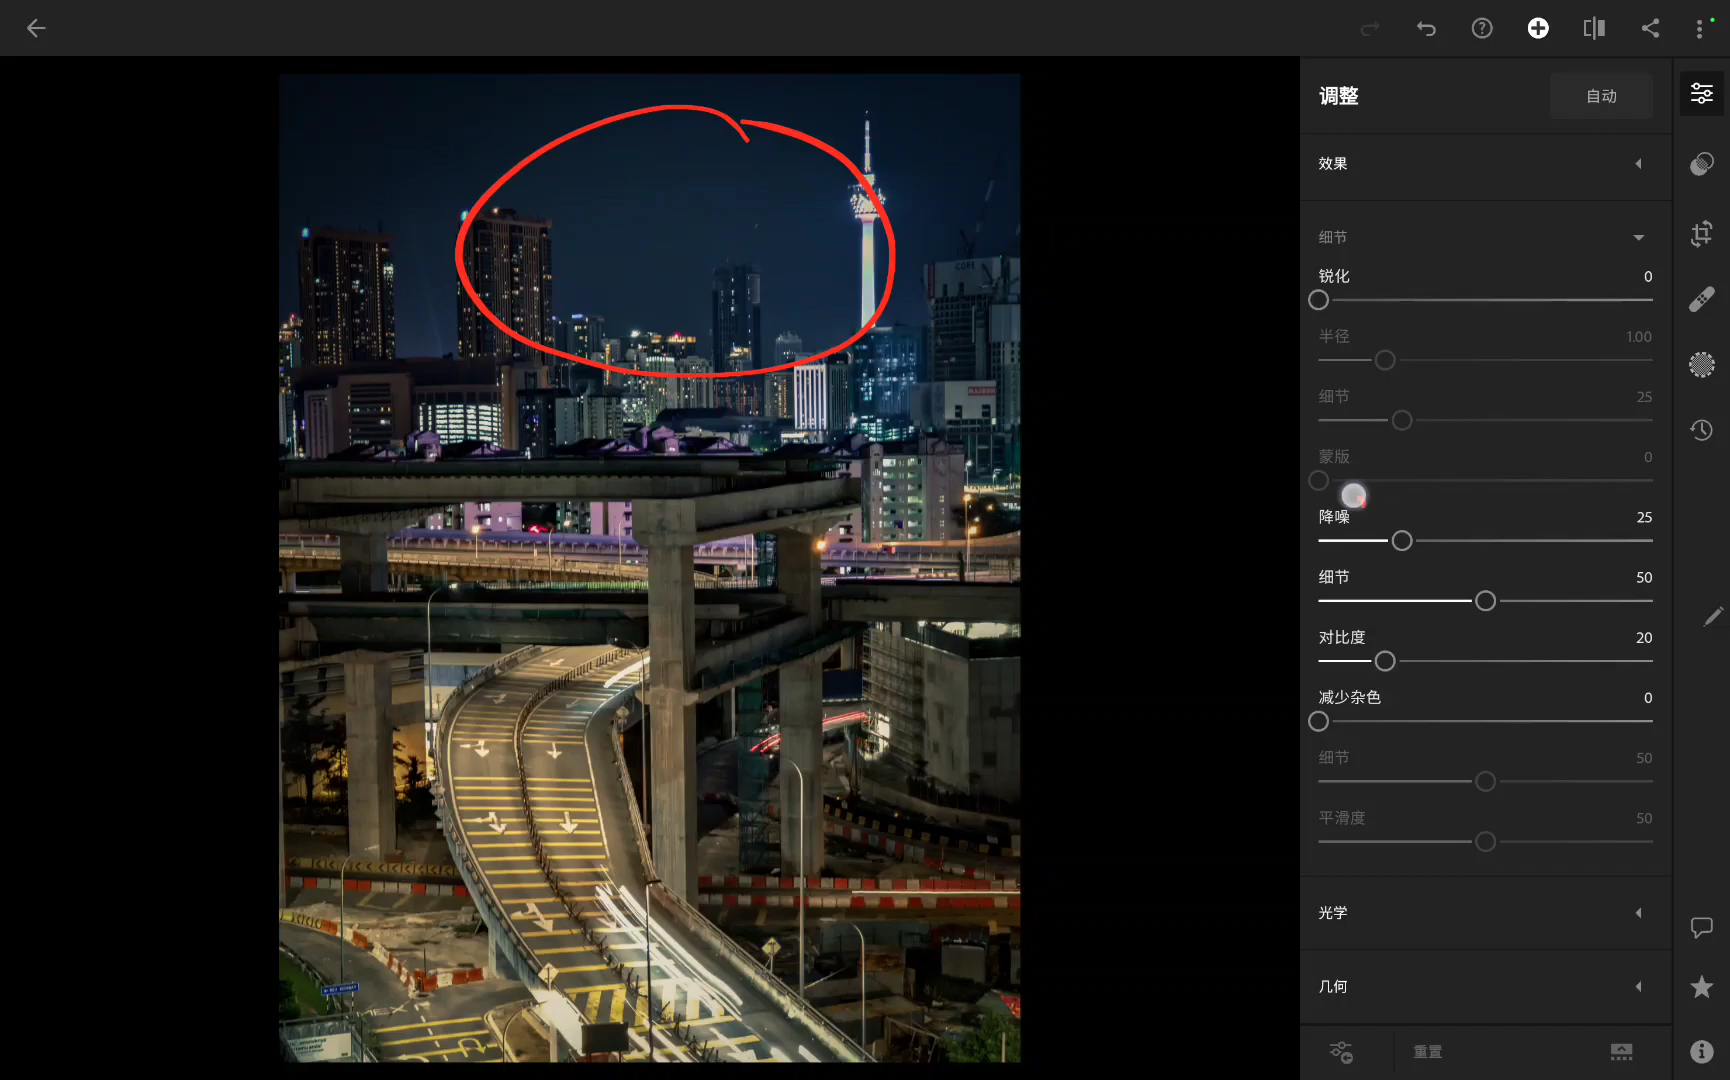 调整
自动
效果
细节
锐化 0
半径 1.00
细节 25
蒙版 0
降噪 25
细节 50
对比度 20
减少杂色 0
细节 50
平滑度 50
光学
几何
重置